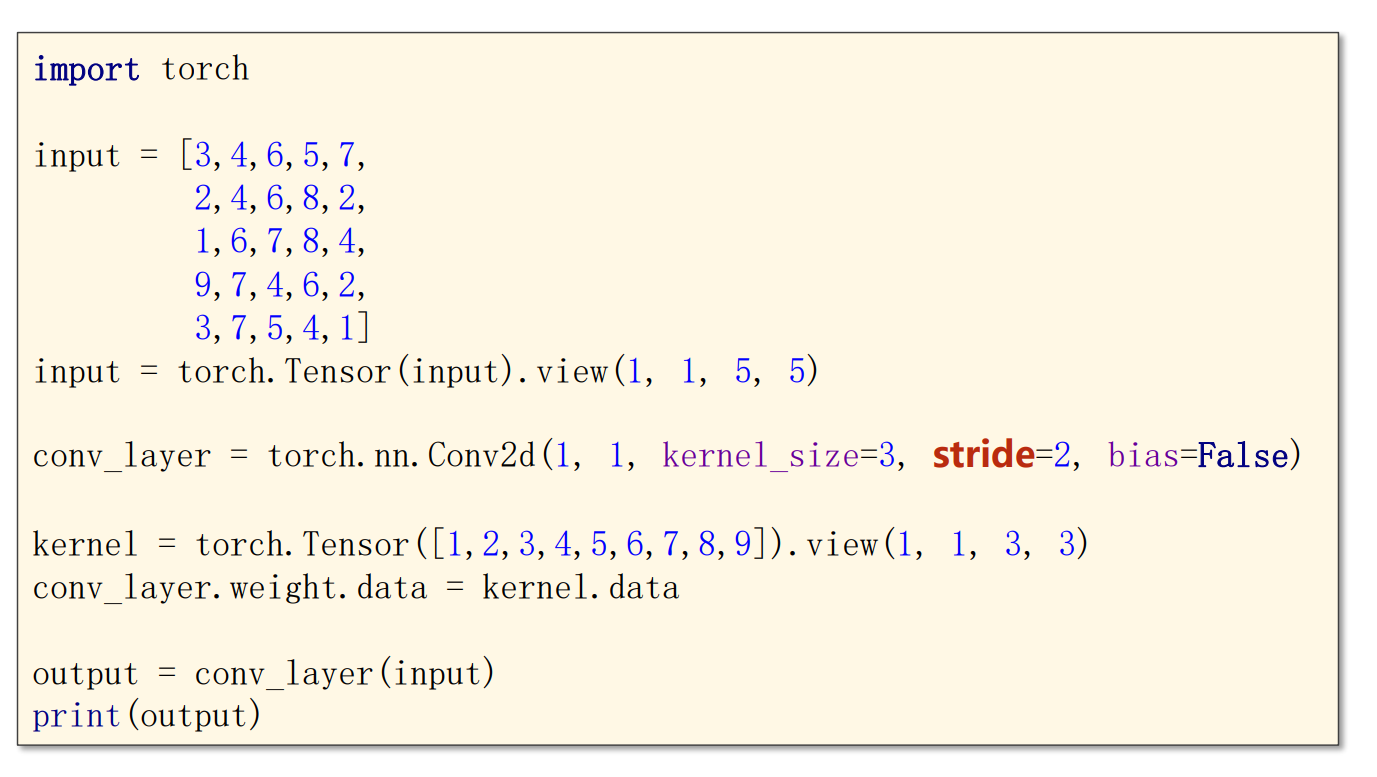 import torch
input = [3,4,6,5,7,
2,4,6,8,2,
1,6,7,8,4,
9,7,4,6,2,
3,7,5,4,1]
input = torch.Tensor(input).view(1, 1, 5, 5)
conv_layer = torch.nn.Conv2d(1, 1, kernel_size=3, stride=2, bias=False)
kernel = torch.Tensor([1,2,3,4,5,6,7,8,9]).view(1, 1, 3, 3)
conv_layer.weight.data = kernel.data
output = conv_layer(input)
print(output)